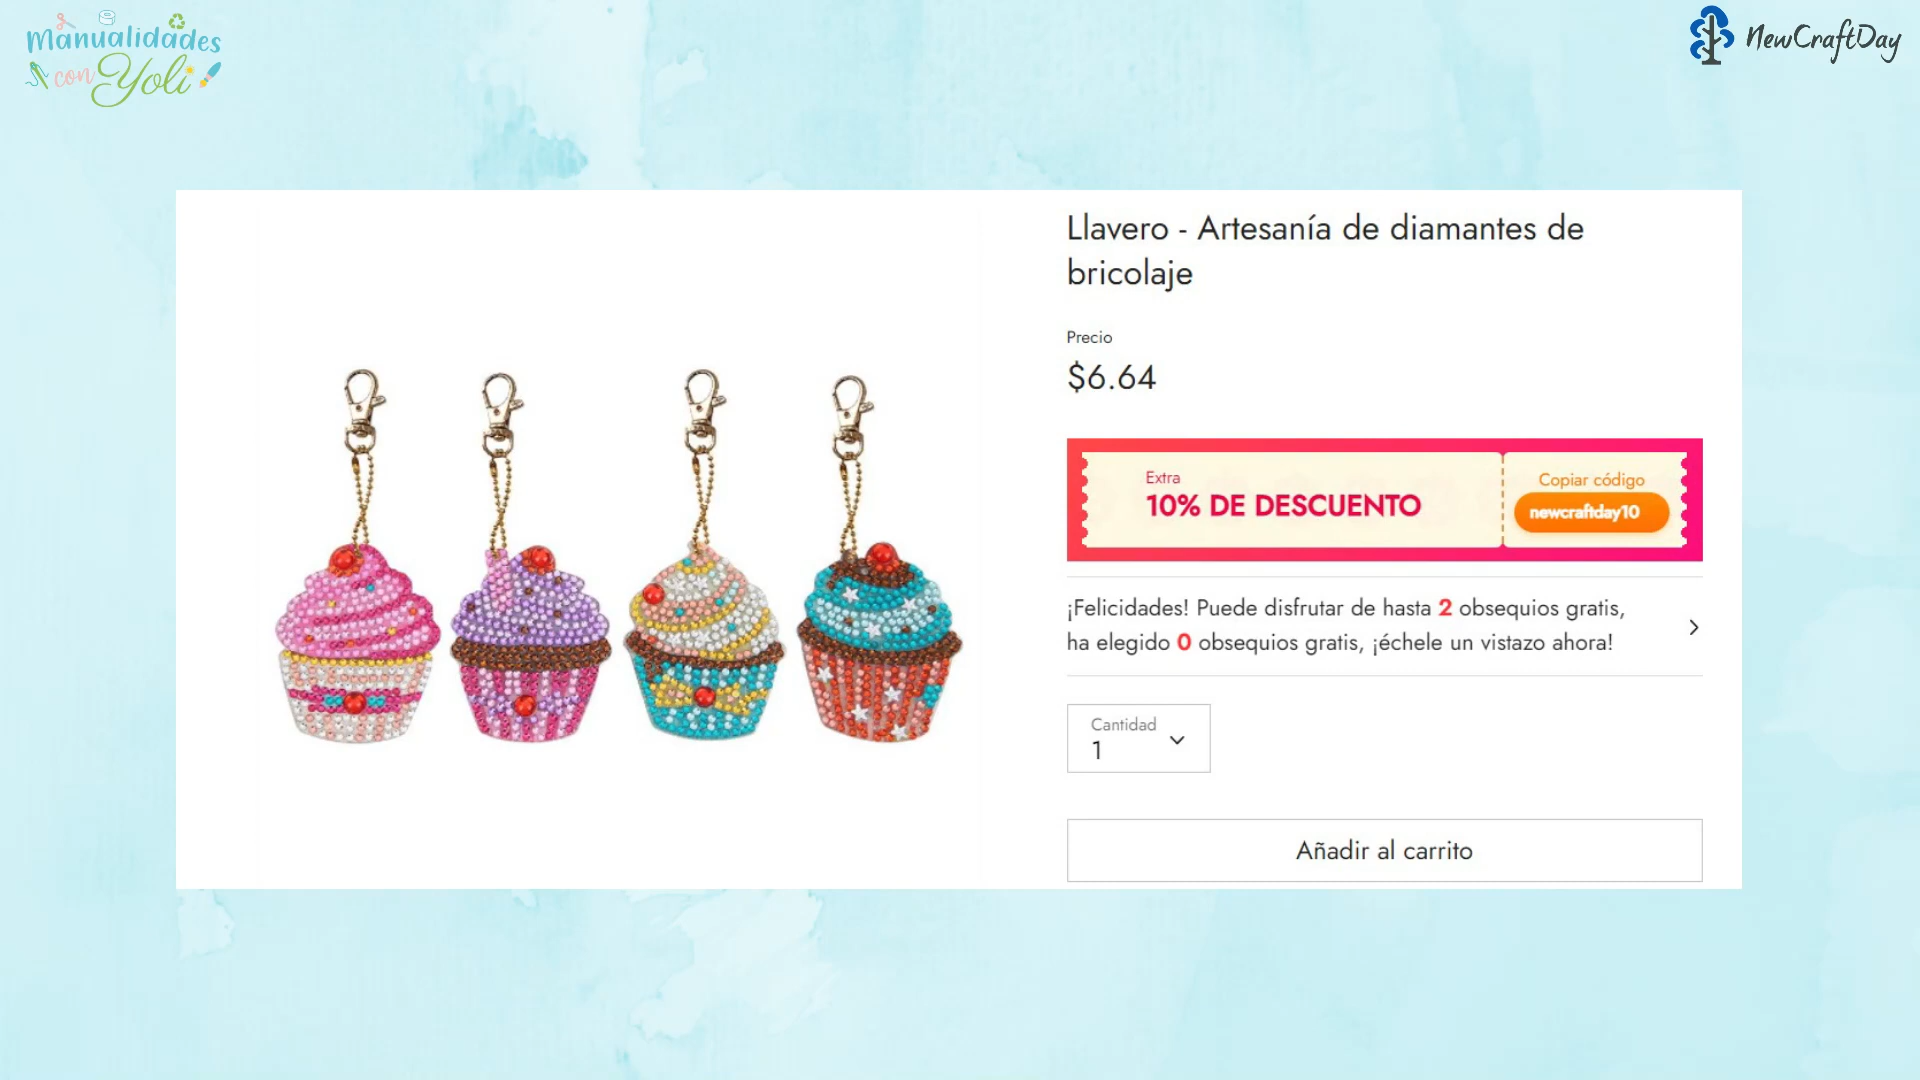 Manualidades
con Yoli
NewCraftDay
Llavero - Artesanía de diamantes de
bricolaje
Precio
$6.64
Extra
10% DE DESCUENTO
Copiar código
newcraftday10
¡Felicidades! Puede disfrutar de hasta 2 obsequios gratis,
ha elegido 0 obsequios gratis, ¡échele un vistazo ahora!
Cantidad
1
Añadir al carrito